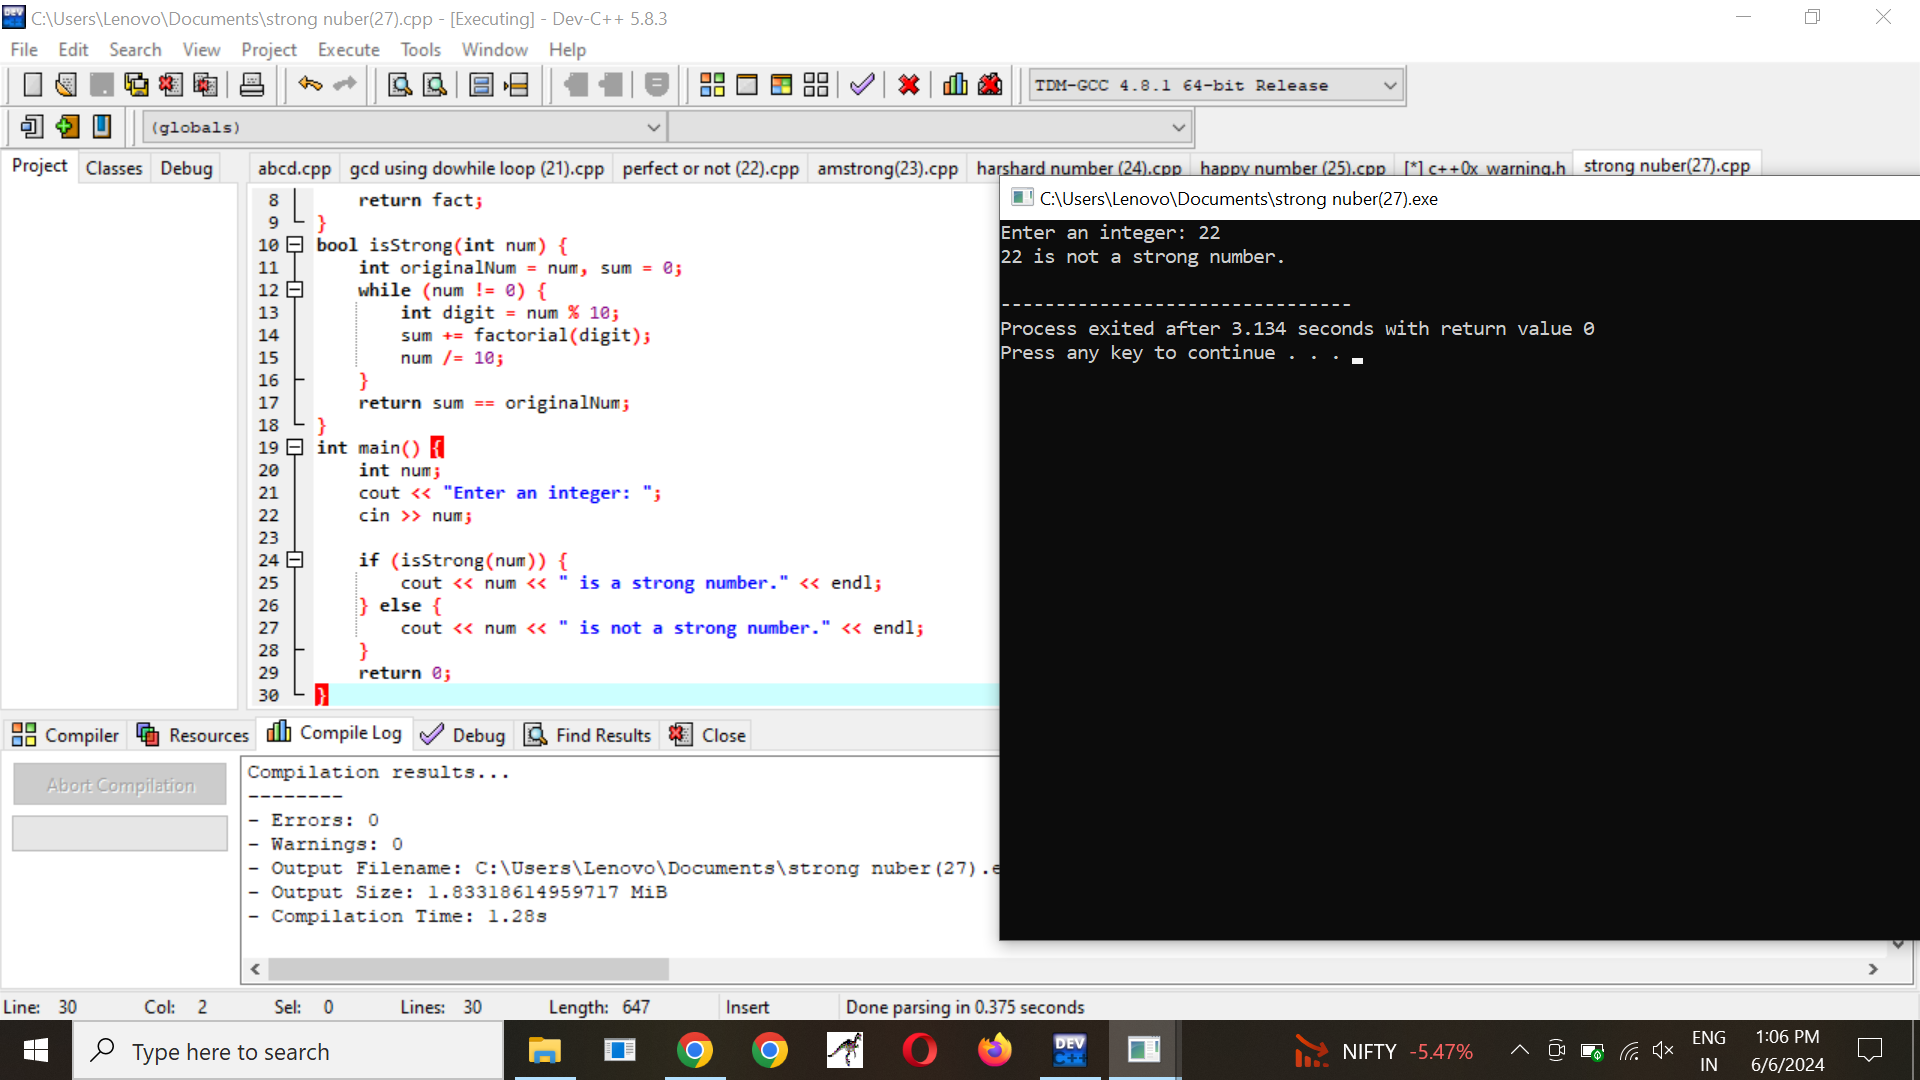 C:\Users\Lenovo\Documents\strong nuber(27).cpp - [Executing] - Dev-C++ 5.8.3
File Edit Search View Project Execute Tools Window Help
TDM-GCC 4.8.1 64-bit Release
(globals)
Project Classes Debug
abcd.cpp gcd using dowhile loop (21).cpp perfect or not (22).cpp amstrong(23).cpp harshard number (24).cpp happy number (25).cpp [*] c++0x_warning.h strong nuber(27).cpp
8 return fact;
9 }
10 bool isStrong(int num) {
11 int originalNum = num, sum = 0;
12 while (num != 0) {
13 int digit = num % 10;
14 sum += factorial(digit);
15 num /= 10;
16 }
17 return sum == originalNum;
18 }
19 int main() {
20 int num;
21 cout << "Enter an integer: ";
22 cin >> num;
23
24 if (isStrong(num)) {
25 cout << num << " is a strong number." << endl;
26 } else {
27 cout << num << " is not a strong number." << endl;
28 }
29 return 0;
30 }
C:\Users\Lenovo\Documents\strong nuber(27).exe
Enter an integer: 22
22 is not a strong number.
--------------------------------
Process exited after 3.134 seconds with return value 0
Press any key to continue . . .
Compiler Resources Compile Log Debug Find Results Close
Abort Compilation
Compilation results...
--------
- Errors: 0
- Warnings: 0
- Output Filename: C:\Users\Lenovo\Documents\strong nuber(27).e
- Output Size: 1.83318614959717 MiB
- Compilation Time: 1.28s
Line: 30 Col: 2 Sel: 0 Lines: 30 Length: 647 Insert Done parsing in 0.375 seconds
Type here to search
DEV C++
NIFTY -5.47%
ENG
IN
1:06 PM
6/6/2024